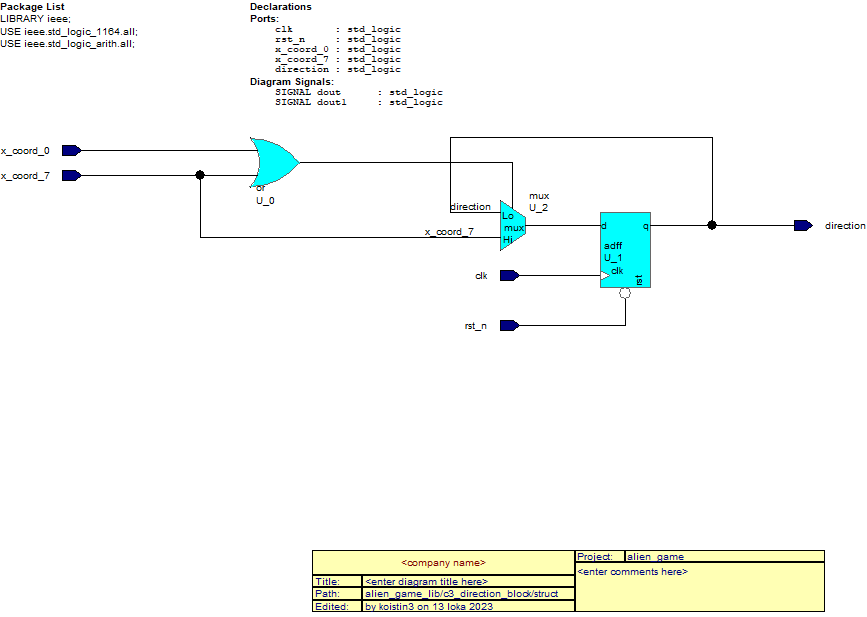 Package List
LIBRARY ieee;
USE ieee.std_logic_1164.all;
USE ieee.std_logic_arith.all;
Declarations
Ports:
clk : std_logic
rst_n : std_logic
x_coord_0 : std_logic
x_coord_7 : std_logic
direction : std_logic
Diagram Signals:
SIGNAL dout : std_logic
SIGNAL dout1 : std_logic
x_coord_0
x_coord_7
or
U_0
mux
U_2
direction
Lo
mux
Hi
x_coord_7
d
q
adff
U_1
clk
rst
direction
clk
rst_n
<company name>
Project: alien_game
<enter comments here>
Title: <enter diagram title here>
Path: alien_game_lib/c3_direction_block/struct
Edited: by koistin3 on 13 loka 2023